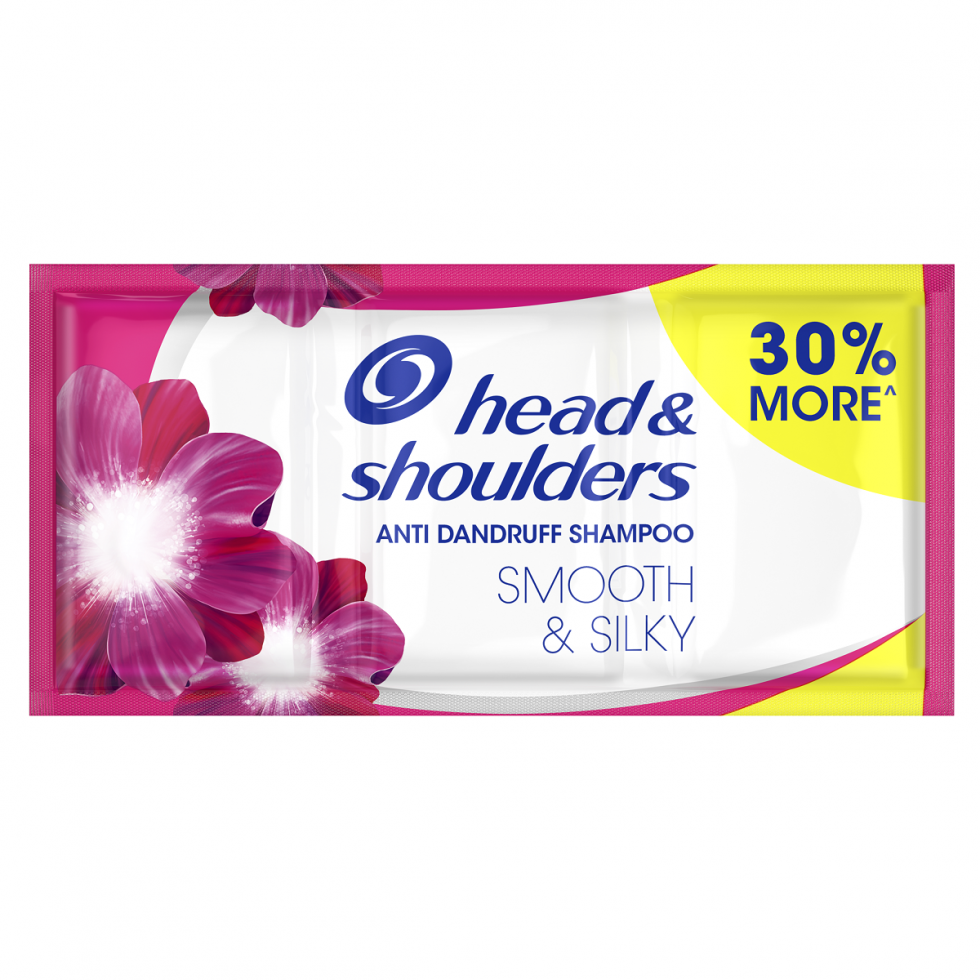 head &
shoulders
ANTI DANDRUFF SHAMPOO
SMOOTH
& SILKY
30%
MORE^